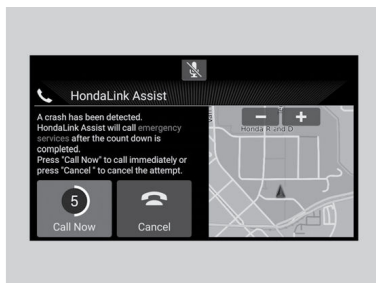 HondaLink Assist
A crash has been detected.
HondaLink Assist will call emergency
services after the count down is
completed.
Press "Call Now" to call immediately or
press "Cancel " to cancel the attempt.
5
Call Now
Cancel
Honda R and D